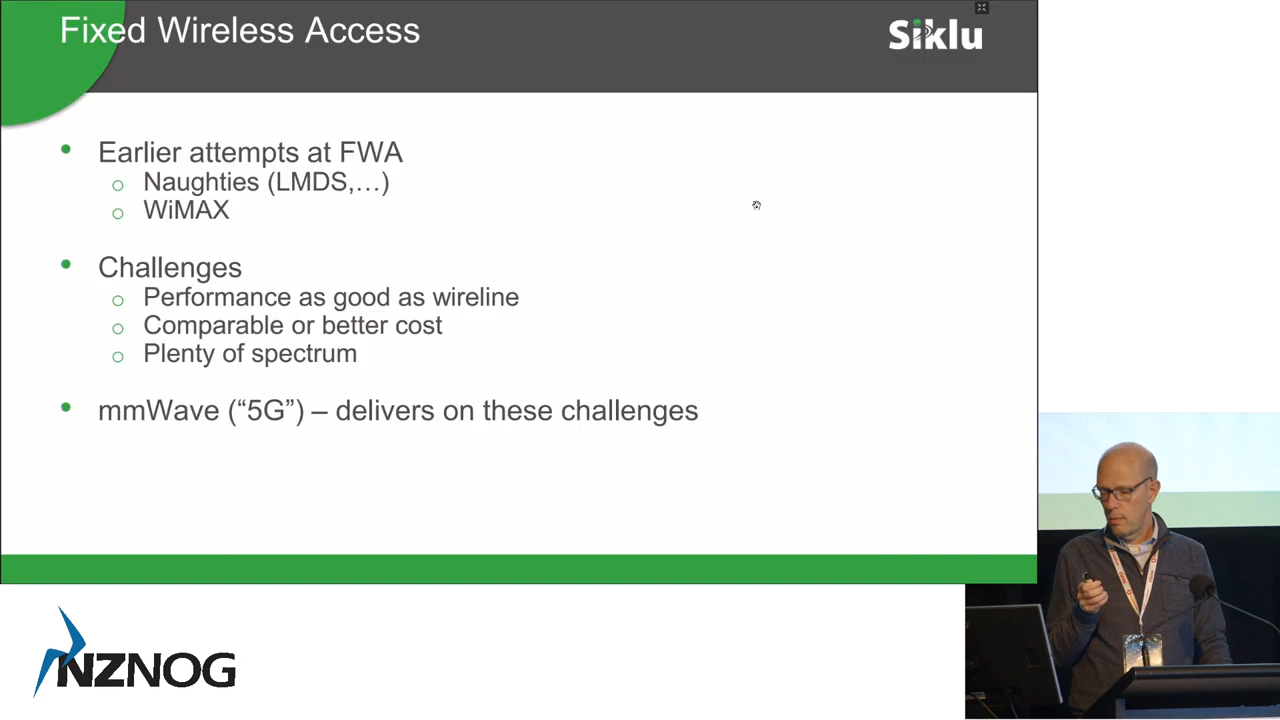 Fixed Wireless Access
Siklu
• Earlier attempts at FWA
o Naughties (LMDS,…)
o WiMAX
• Challenges
o Performance as good as wireline
o Comparable or better cost
o Plenty of spectrum
• mmWave (“5G”) – delivers on these challenges
NZNOG